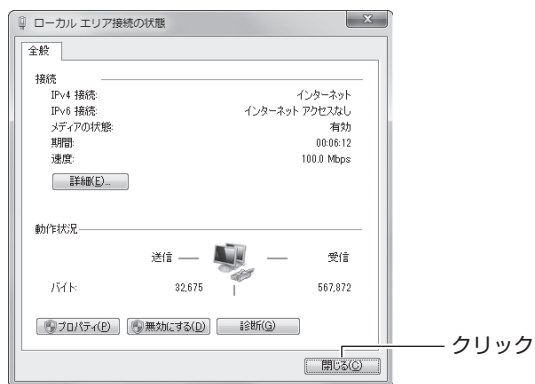 ローカル エリア接続の状態
全般
接続
IPv4 接続: インターネット
IPv6 接続: インターネット アクセスなし
メディアの状態: 有効
期間: 00:06:12
速度: 100.0 Mbps
詳細(E)...
動作状況
送信 受信
バイト: 32,675 567,872
プロパティ(P) 無効にする(D) 診断(G)
閉じる(C) クリック